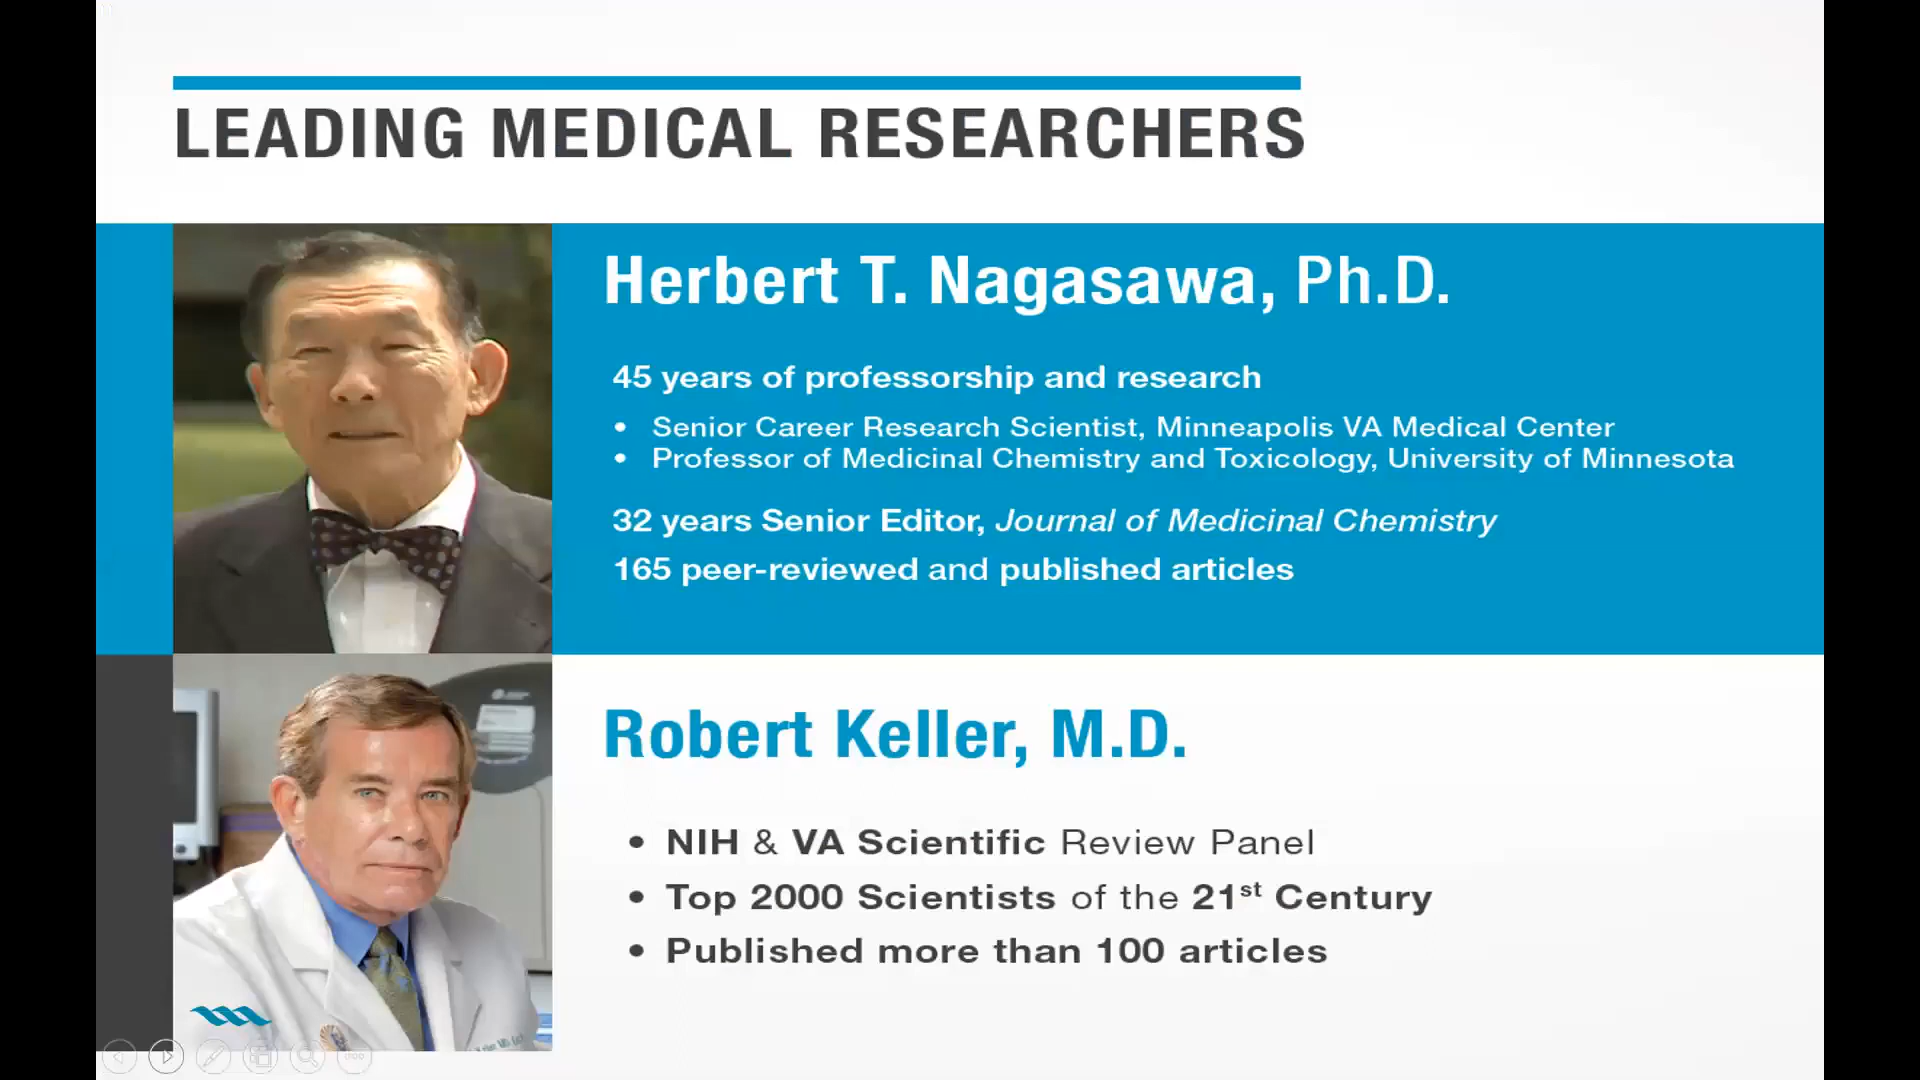 LEADING MEDICAL RESEARCHERS
Herbert T. Nagasawa, Ph.D.
45 years of professorship and research
• Senior Career Research Scientist, Minneapolis VA Medical Center
• Professor of Medicinal Chemistry and Toxicology, University of Minnesota
32 years Senior Editor, Journal of Medicinal Chemistry
165 peer-reviewed and published articles
Robert Keller, M.D.
• NIH & VA Scientific Review Panel
• Top 2000 Scientists of the 21st Century
• Published more than 100 articles